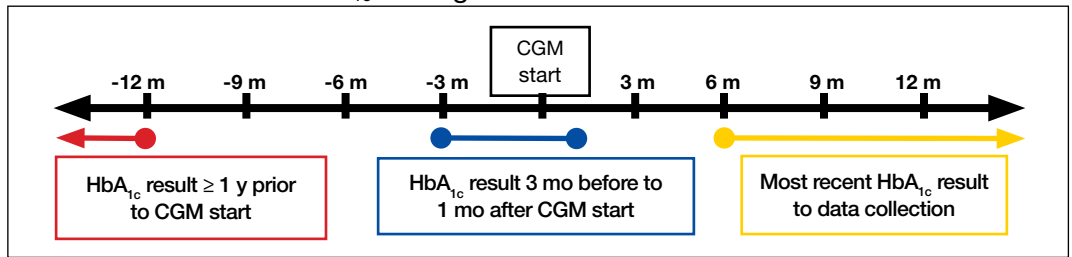 CGM
start
-12 m -9 m -6 m -3 m 3 m 6 m 9 m 12 m
HbA1c result ≥ 1 y prior
to CGM start
HbA1c result 3 mo before to
1 mo after CGM start
Most recent HbA1c result
to data collection